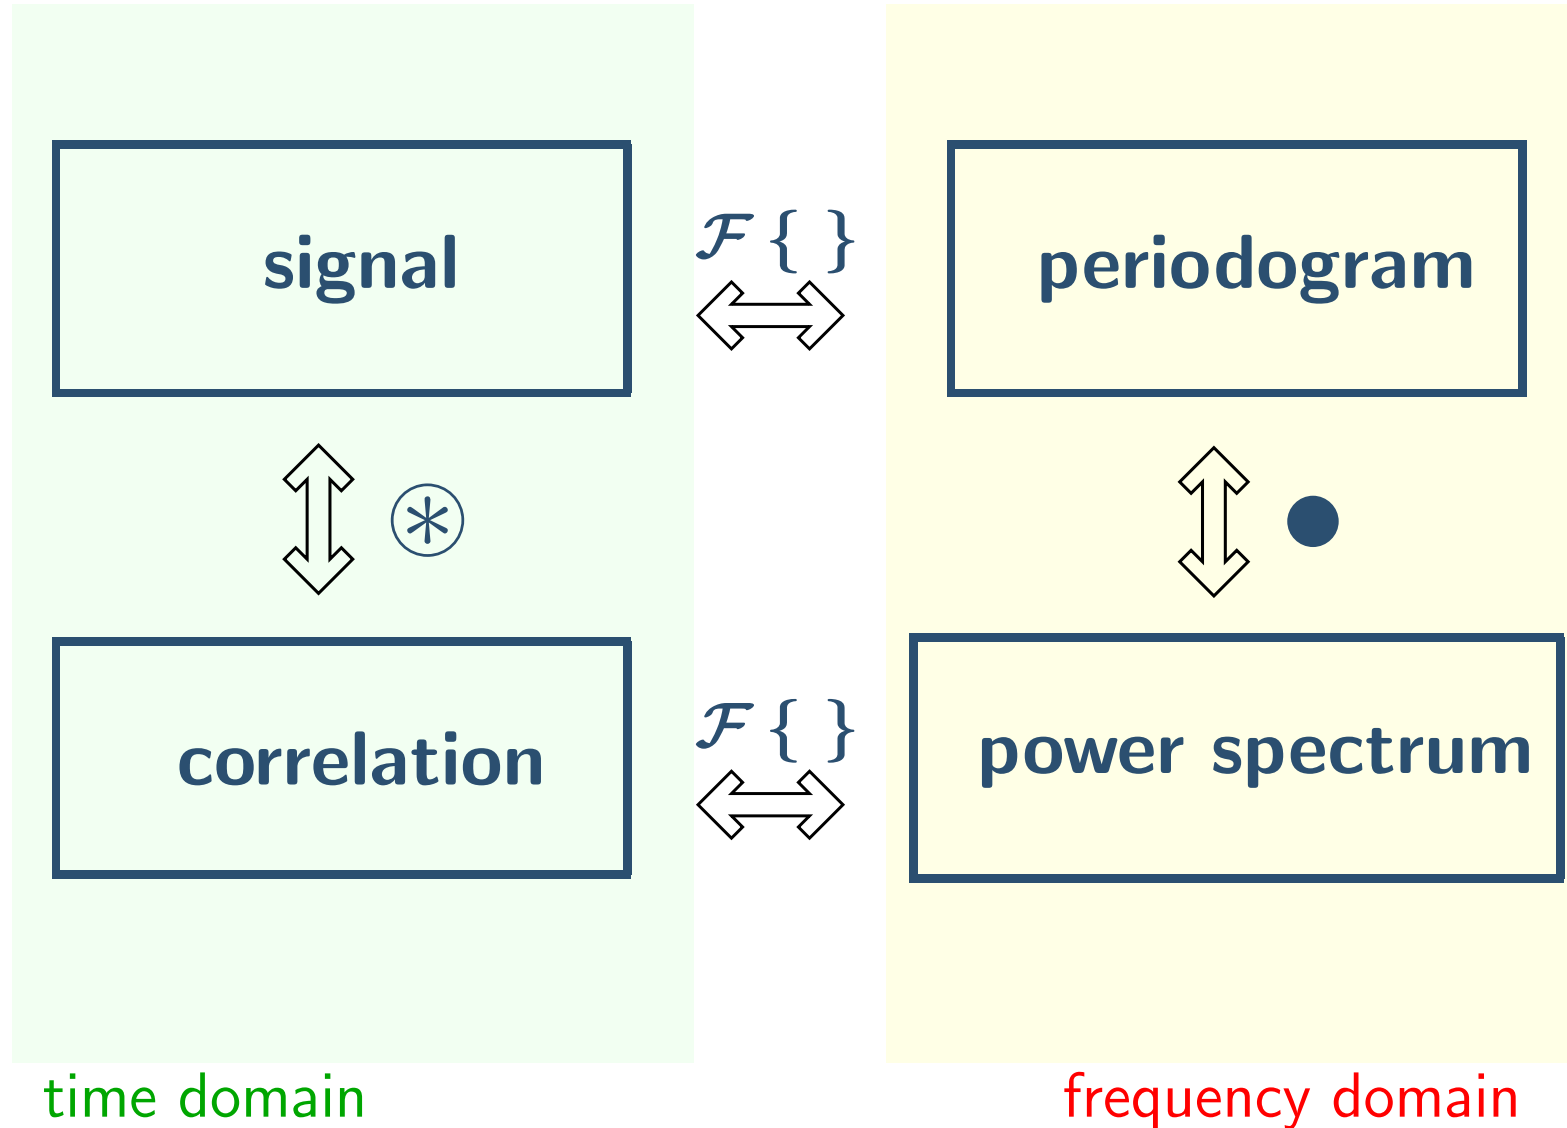 signal
ℱ { }
periodogram
⊛
●
correlation
ℱ { }
power spectrum
time domain
frequency domain